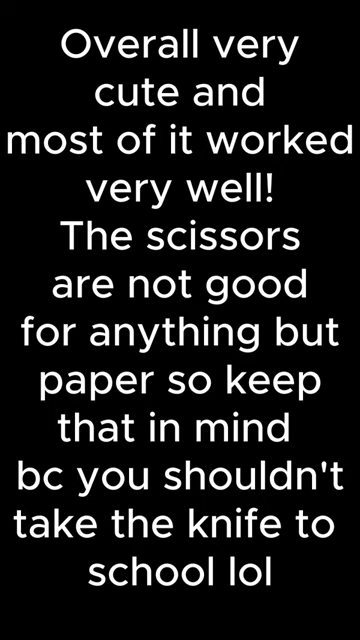 Overall very
cute and
most of it worked
very well!
The scissors
are not good
for anything but
paper so keep
that in mind
bc you shouldn't
take the knife to
school lol